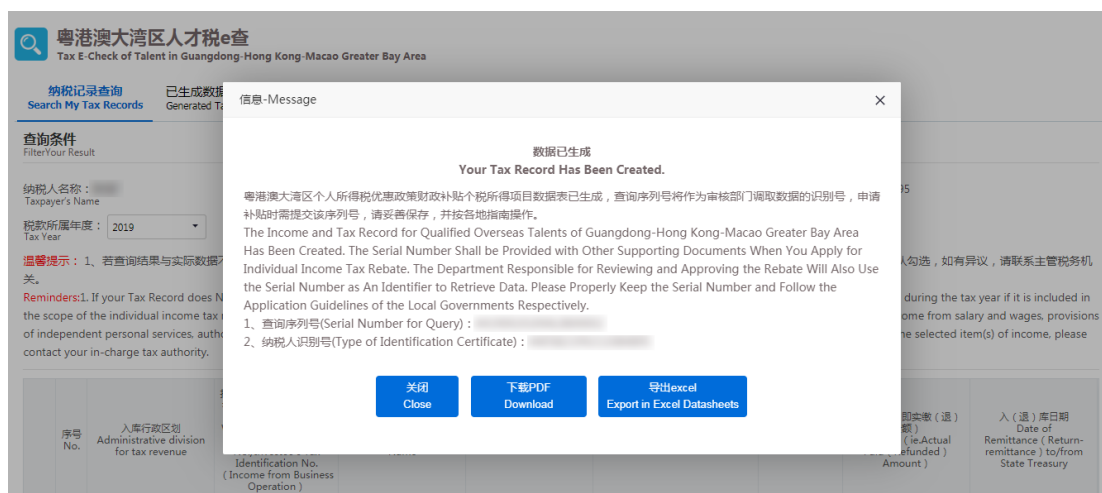 粤港澳大湾区人才税e查
Tax E-Check of Talent in Guangdong-Hong Kong-Macao Greater Bay Area
纳税记录查询
Search My Tax Records
已生成数据
Generated Ta
查询条件
FilterYour Result
纳税人名称：
Taxpayer's Name
95
税款所属年度：
Tax Year
2019
温馨提示：1、若查询结果与实际数据不
人勾选，如有异议，请联系主管税务机
关。
Reminders:1. If your Tax Record does N
during the tax year if it is included in
the scope of the individual income tax
ome from salary and wages, provisions
of independent personal services, autho
he selected item(s) of income, please
contact your in-charge tax authority.
信息-Message
数据已生成
Your Tax Record Has Been Created.
粤港澳大湾区个人所得税优惠政策财政补贴个税所得项目数据表已生成，查询序列号将作为审核部门调取数据的识别号，申请
补贴时需提交该序列号，请妥善保存，并按各地指南操作。
The Income and Tax Record for Qualified Overseas Talents of Guangdong-Hong Kong-Macao Greater Bay Area
Has Been Created. The Serial Number Shall be Provided with Other Supporting Documents When You Apply for
Individual Income Tax Rebate. The Department Responsible for Reviewing and Approving the Rebate Will Also Use
the Serial Number as An Identifier to Retrieve Data. Please Properly Keep the Serial Number and Follow the
Application Guidelines of the Local Governments Respectively.
1、查询序列号(Serial Number for Query)：
2、纳税人识别号(Type of Identification Certificate)：
关闭
Close
下载PDF
Download
导出excel
Export in Excel Datasheets
序号
No.
入库行政区划
Administrative division
for tax revenue
Identification No.
( Income from Business
Operation )
即实缴（退）
额）
( ie.Actual
efunded )
Amount )
入（退）库日期
Date of
Remittance ( Return-
remittance ) to/from
State Treasury